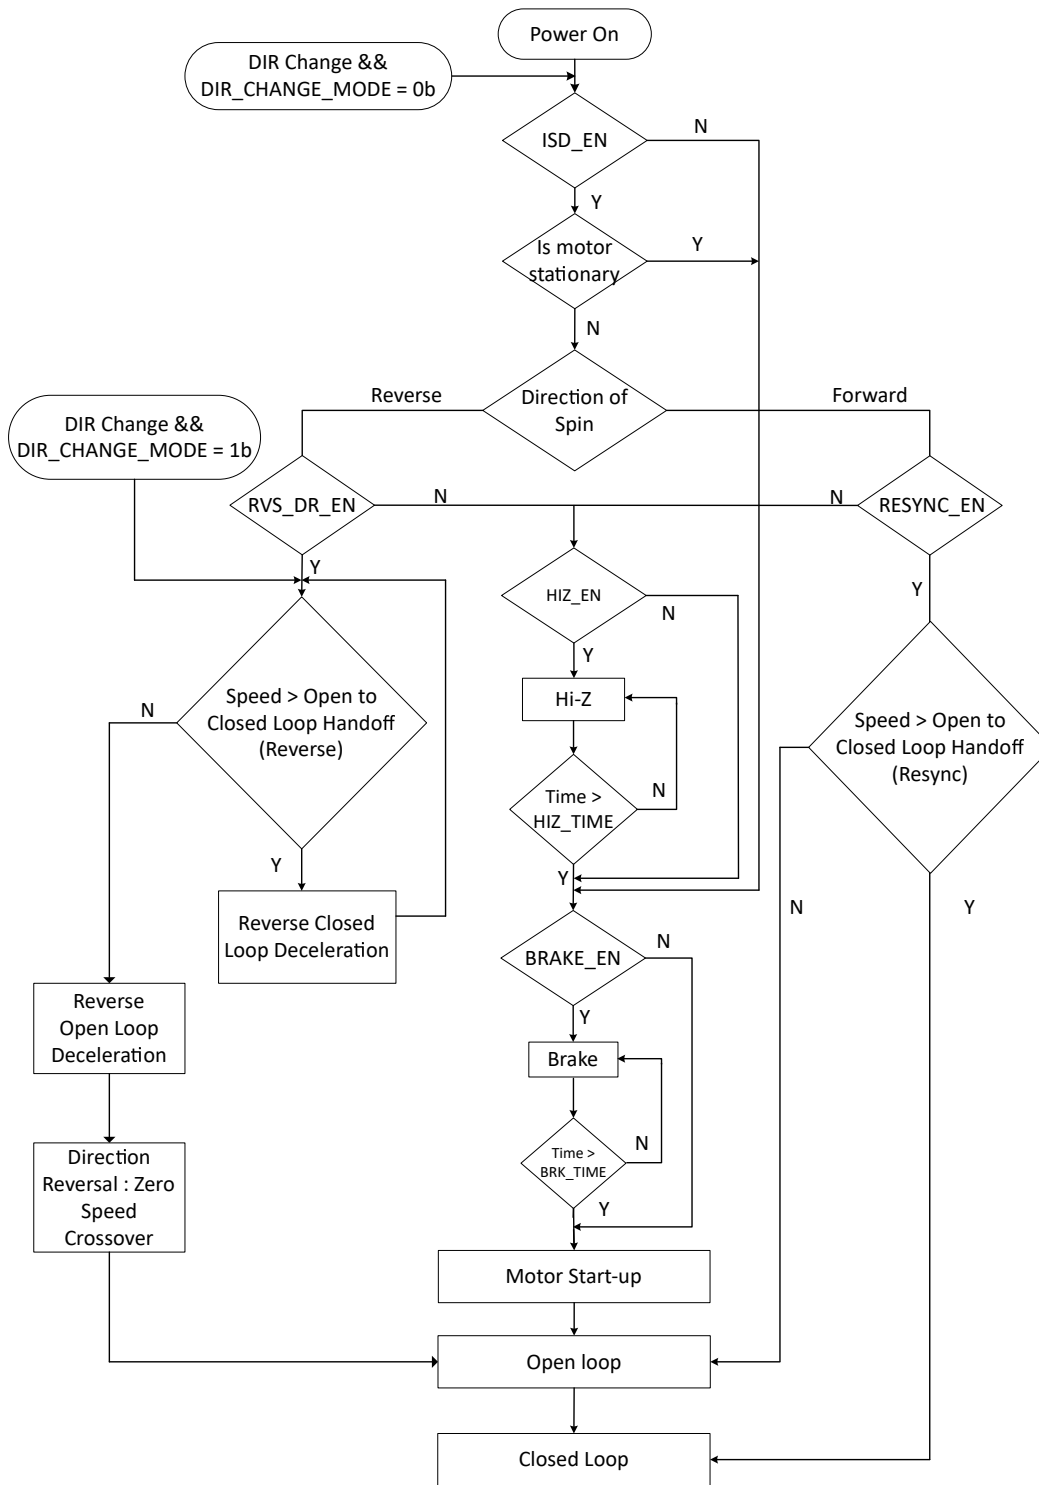 Power On
DIR Change &&
DIR_CHANGE_MODE = 0b
ISD_EN
N
Y
Is motor
stationary
Y
N
Direction of
Spin
Reverse
Forward
DIR Change &&
DIR_CHANGE_MODE = 1b
RVS_DR_EN
N
N
RESYNC_EN
Y
Y
HIZ_EN
N
Y
Speed > Open to
Closed Loop Handoff
(Reverse)
N
Y
Hi-Z
Speed > Open to
Closed Loop Handoff
(Resync)
Time >
HIZ_TIME
N
Y
N
Y
Reverse Closed
Loop Deceleration
BRAKE_EN
N
Y
Reverse
Open Loop
Deceleration
Brake
Time >
BRK_TIME
N
Y
Direction
Reversal : Zero
Speed
Crossover
Motor Start-up
Open loop
Closed Loop